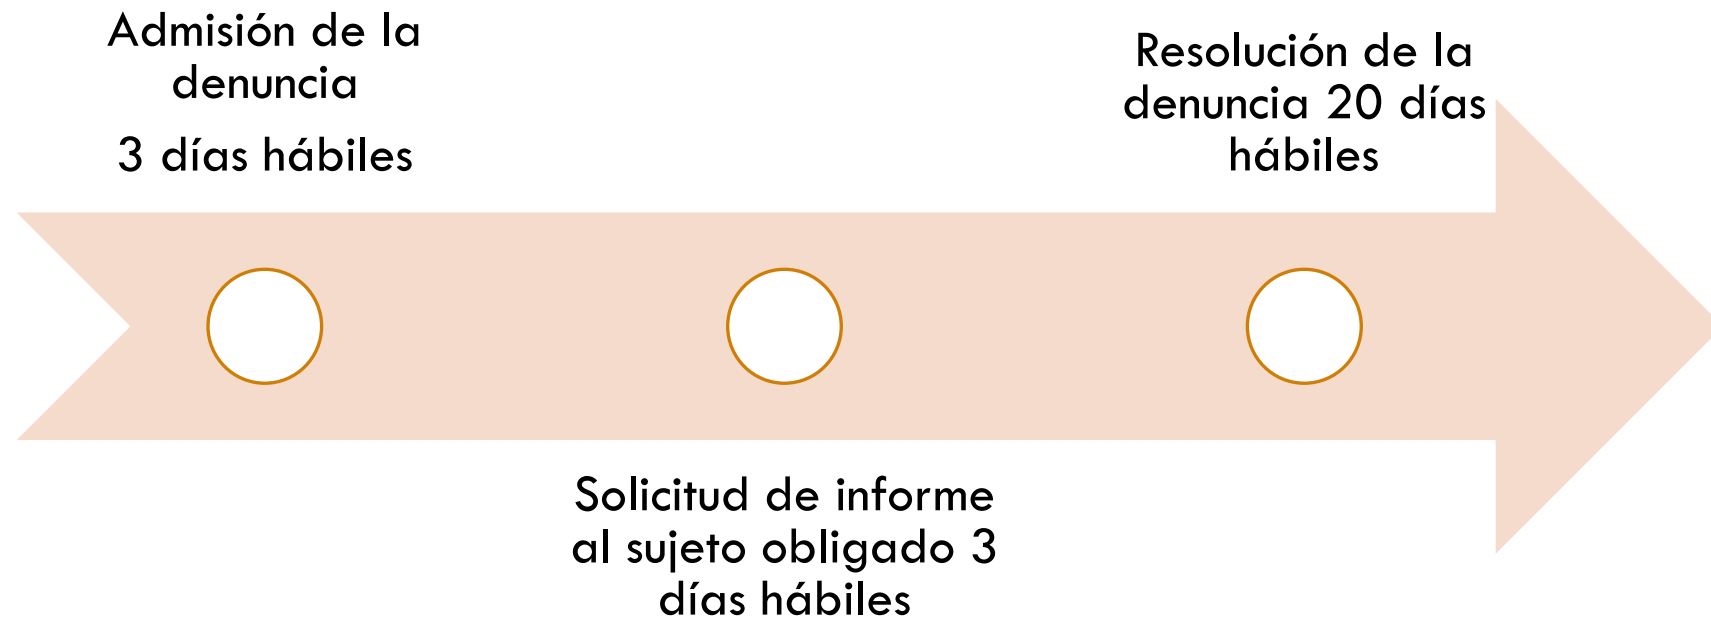 Admisión de la
denuncia
3 días hábiles
Solicitud de informe
al sujeto obligado 3
días hábiles
Resolución de la
denuncia 20 días
hábiles